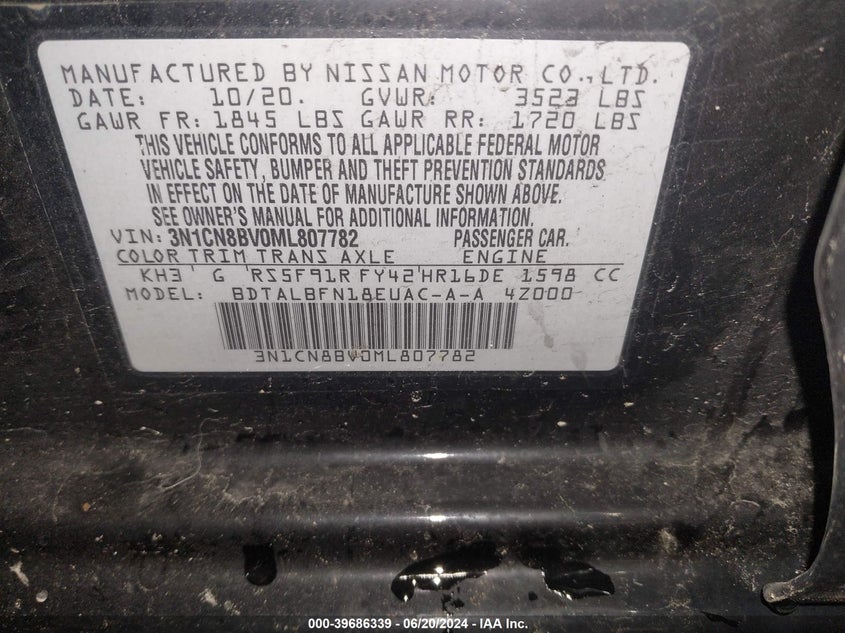 MANUFACTURED BY NISSAN MOTOR CO.,LTD.
DATE: 10/20. GVWR: 3523 LBS
GAWR FR: 1845 LBS GAWR RR: 1720 LBS
THIS VEHICLE CONFORMS TO ALL APPLICABLE FEDERAL MOTOR
VEHICLE SAFETY, BUMPER AND THEFT PREVENTION STANDARDS
IN EFFECT ON THE DATE OF MANUFACTURE SHOWN ABOVE.
SEE OWNER'S MANUAL FOR ADDITIONAL INFORMATION.
VIN: 3N1CN8BV0ML807782 PASSENGER CAR.
COLOR TRIM TRANS AXLE ENGINE
KH3 G RS5F91R FY42 HR16DE 1598 CC
MODEL: BDTALBFN18EUAC-A-A 4Z000
3N1CN8BV0ML807782
000-39686339 - 06/20/2024 - IAA Inc.